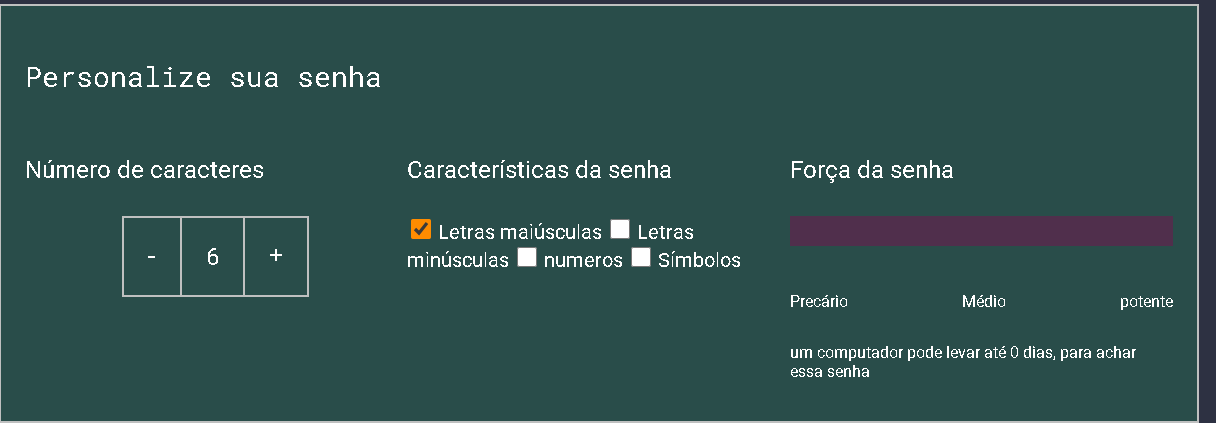 Personalize sua senha
Número de caracteres
- 6 +
Características da senha
Letras maiúsculas Letras
minúsculas numeros Símbolos
Força da senha
Precário Médio potente
um computador pode levar até 0 dias, para achar
essa senha